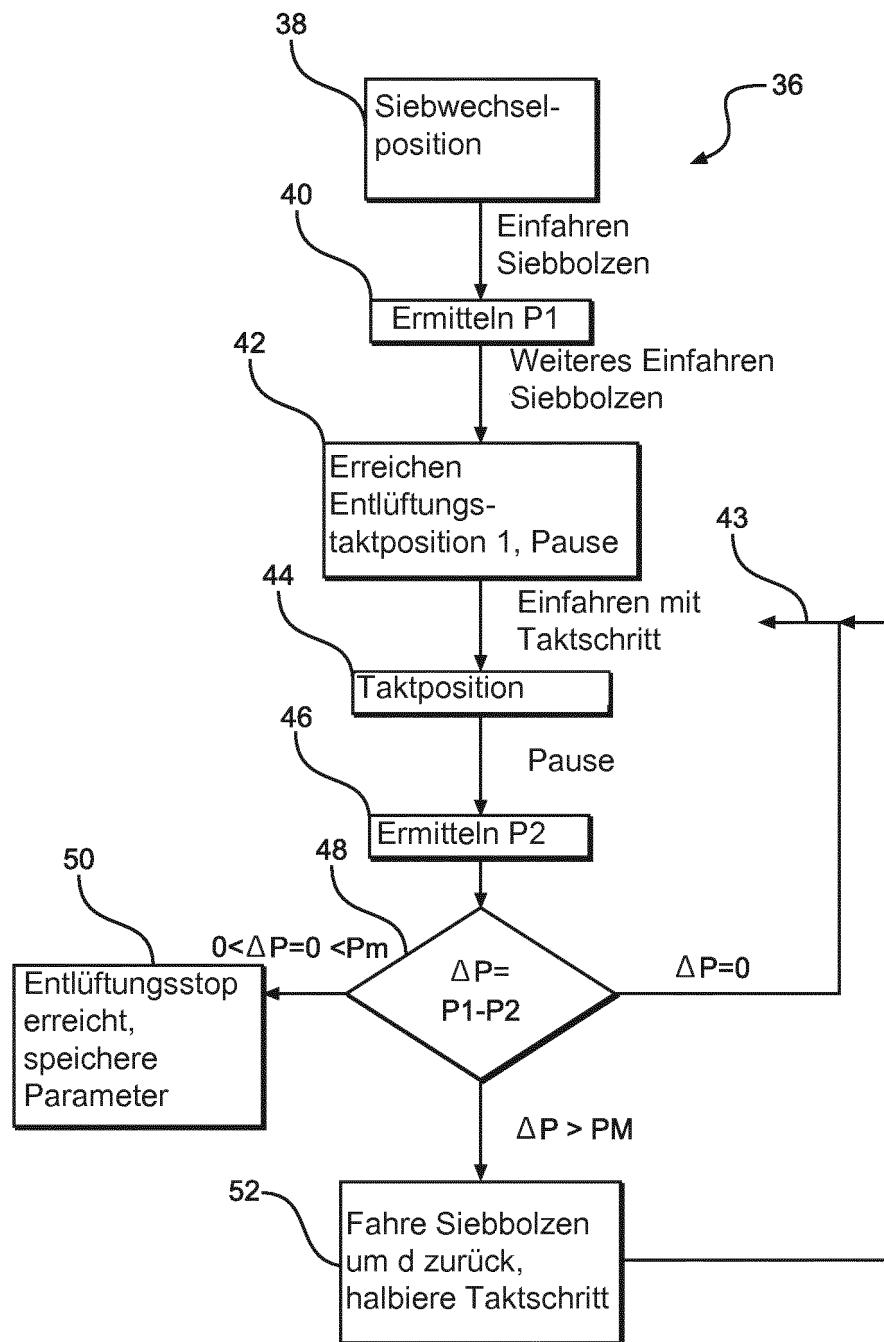 38
Siebwechsel-
position
36
40
Einfahren
Siebbolzen
Ermitteln P1
42
Weiteres Einfahren
Siebbolzen
Erreichen
Entlüftungs-
taktposition 1, Pause
43
44
Einfahren mit
Taktschritt
Taktposition
46
Pause
Ermitteln P2
48
50
0<ΔP=0 <Pm
ΔP=
P1-P2
ΔP=0
Entlüftungsstop
erreicht,
speichere
Parameter
ΔP > PM
52
Fahre Siebbolzen
um d zurück,
halbiere Taktschritt